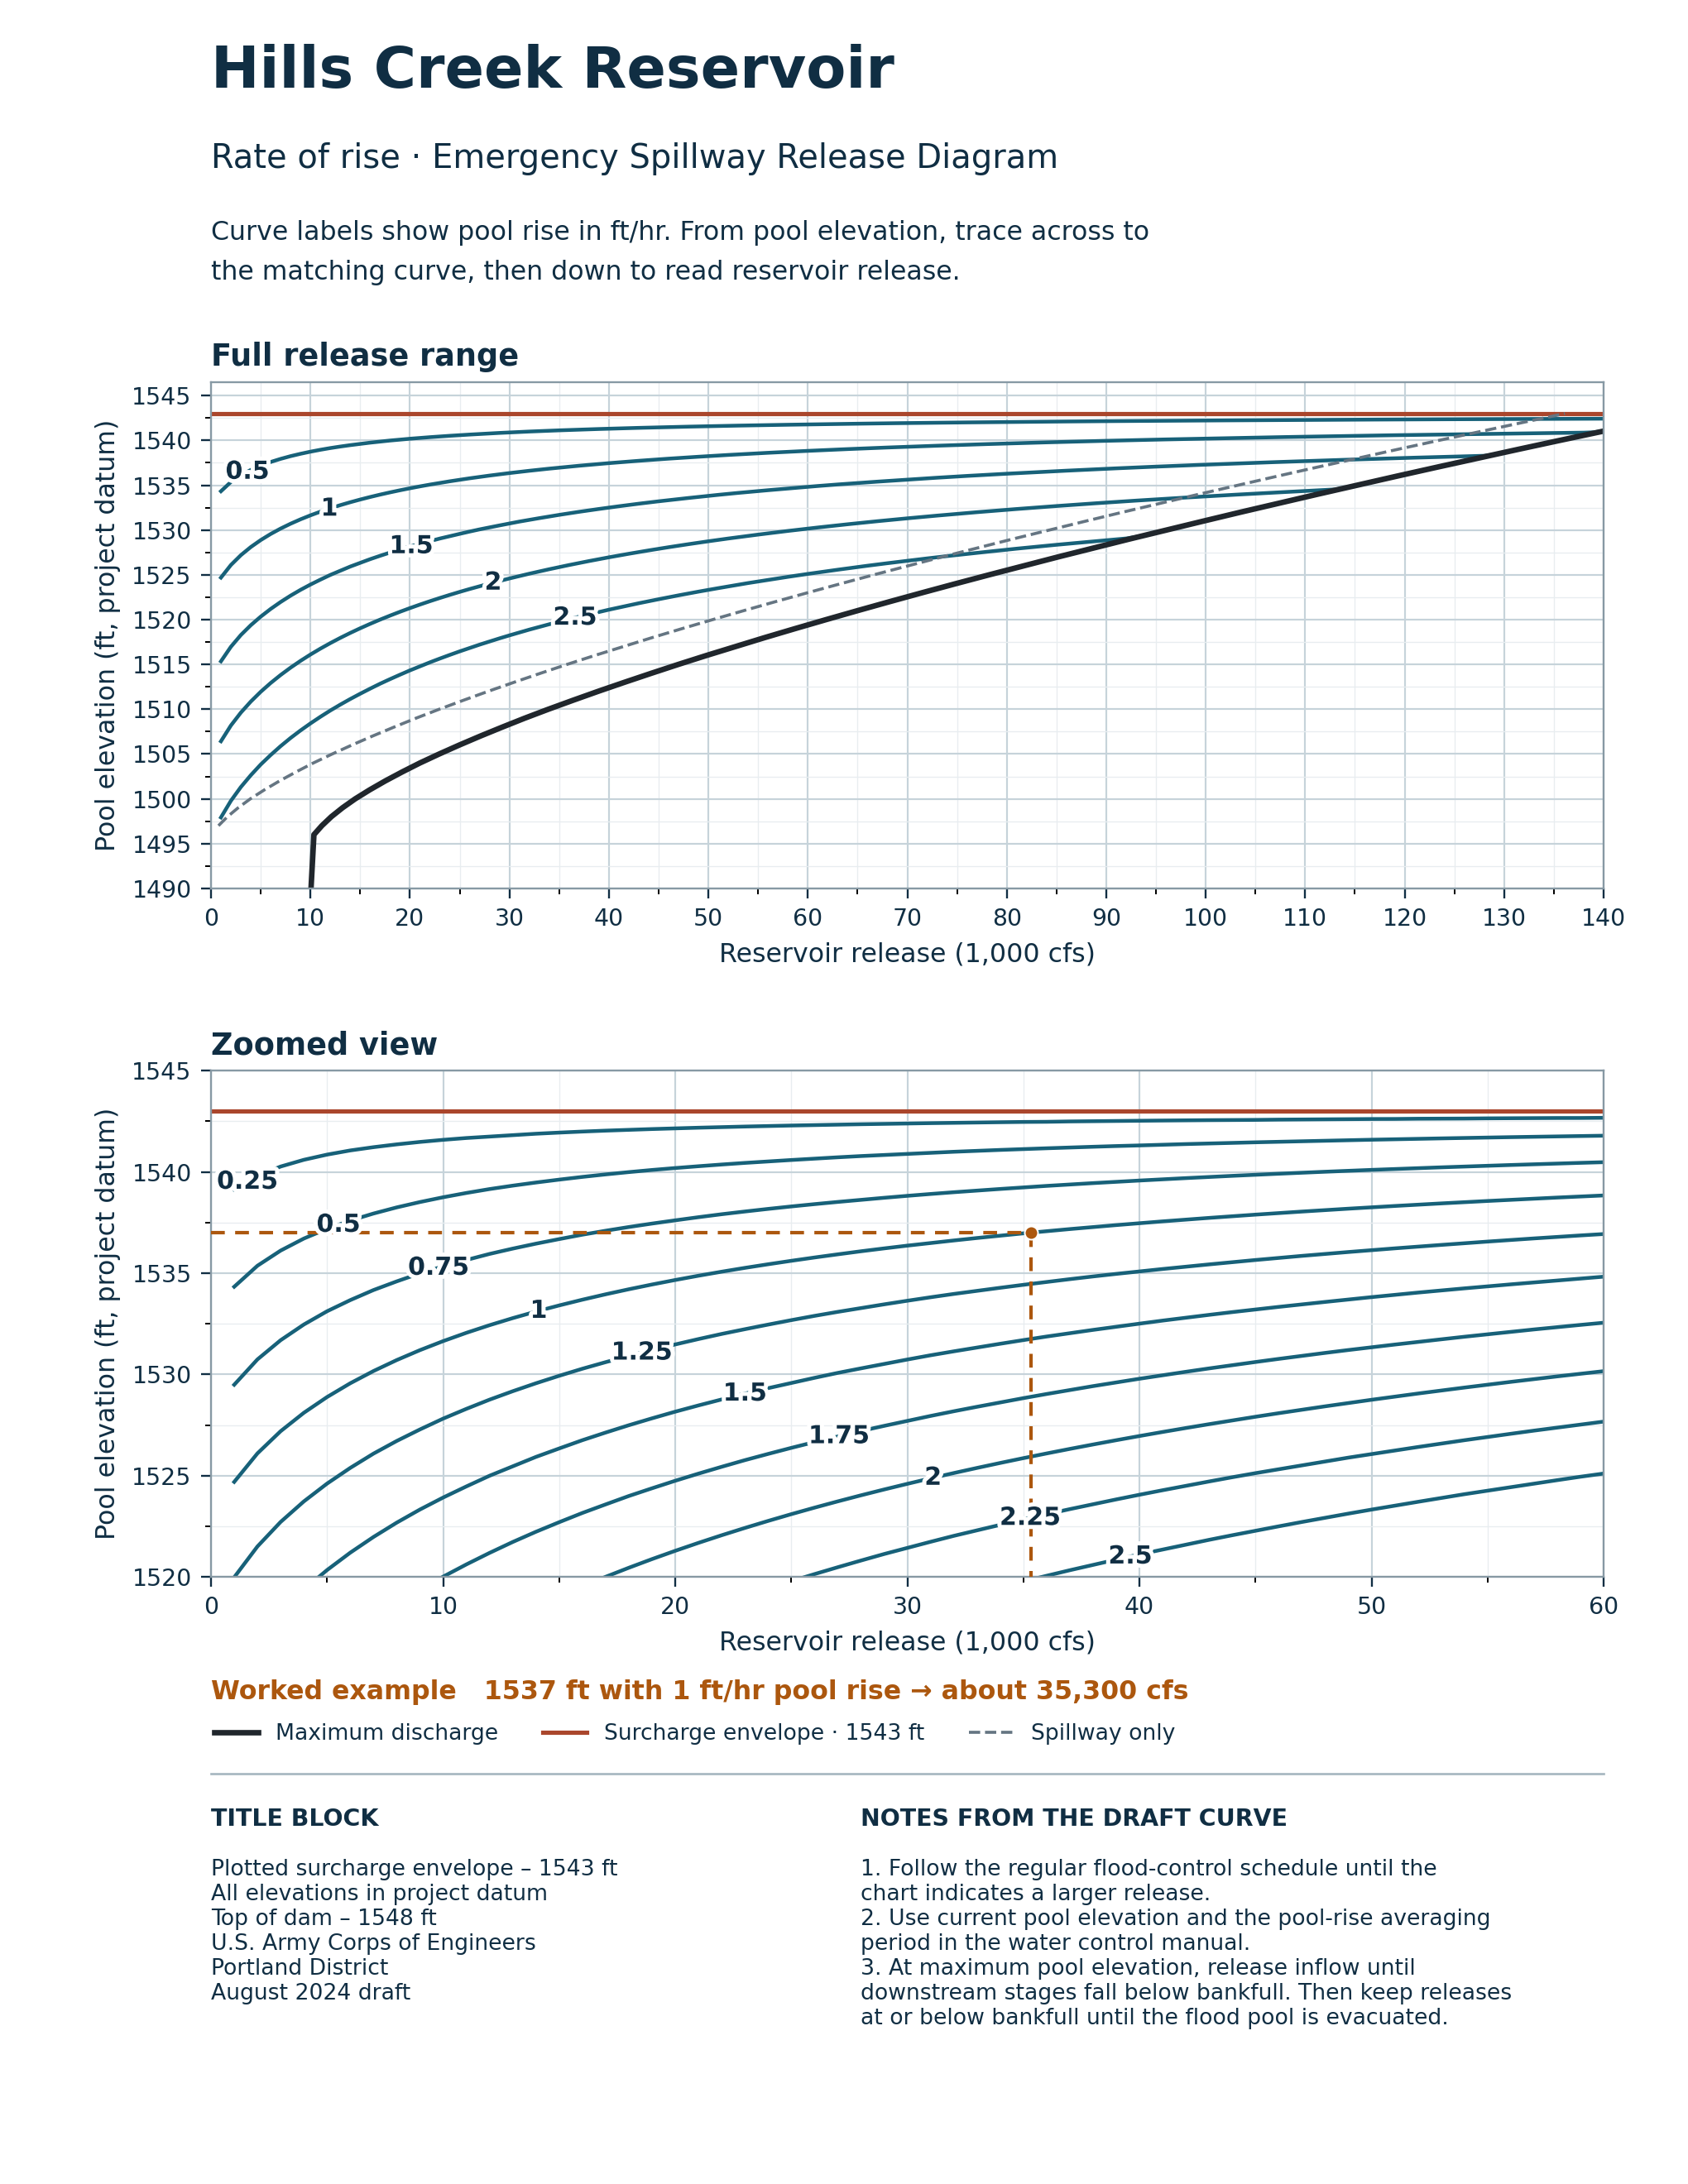 Hills Creek Reservoir
Rate of rise · Emergency Spillway Release Diagram
Curve labels show pool rise in ft/hr. From pool elevation, trace across to
the matching curve, then down to read reservoir release.
Full release range
Pool elevation (ft, project datum)
1545
1540
1535
1530
1525
1520
1515
1510
1505
1500
1495
1490
0.5
1
1.5
2
2.5
0 10 20 30 40 50 60 70 80 90 100 110 120 130 140
Reservoir release (1,000 cfs)
Zoomed view
Pool elevation (ft, project datum)
1545
1540
1535
1530
1525
1520
0.25
0.5
0.75
1
1.25
1.5
1.75
2
2.25
2.5
0 10 20 30 40 50 60
Reservoir release (1,000 cfs)
Worked example 1537 ft with 1 ft/hr pool rise → about 35,300 cfs
Maximum discharge Surcharge envelope · 1543 ft Spillway only
TITLE BLOCK
Plotted surcharge envelope – 1543 ft
All elevations in project datum
Top of dam – 1548 ft
U.S. Army Corps of Engineers
Portland District
August 2024 draft
NOTES FROM THE DRAFT CURVE
1. Follow the regular flood-control schedule until the
chart indicates a larger release.
2. Use current pool elevation and the pool-rise averaging
period in the water control manual.
3. At maximum pool elevation, release inflow until
downstream stages fall below bankfull. Then keep releases
at or below bankfull until the flood pool is evacuated.